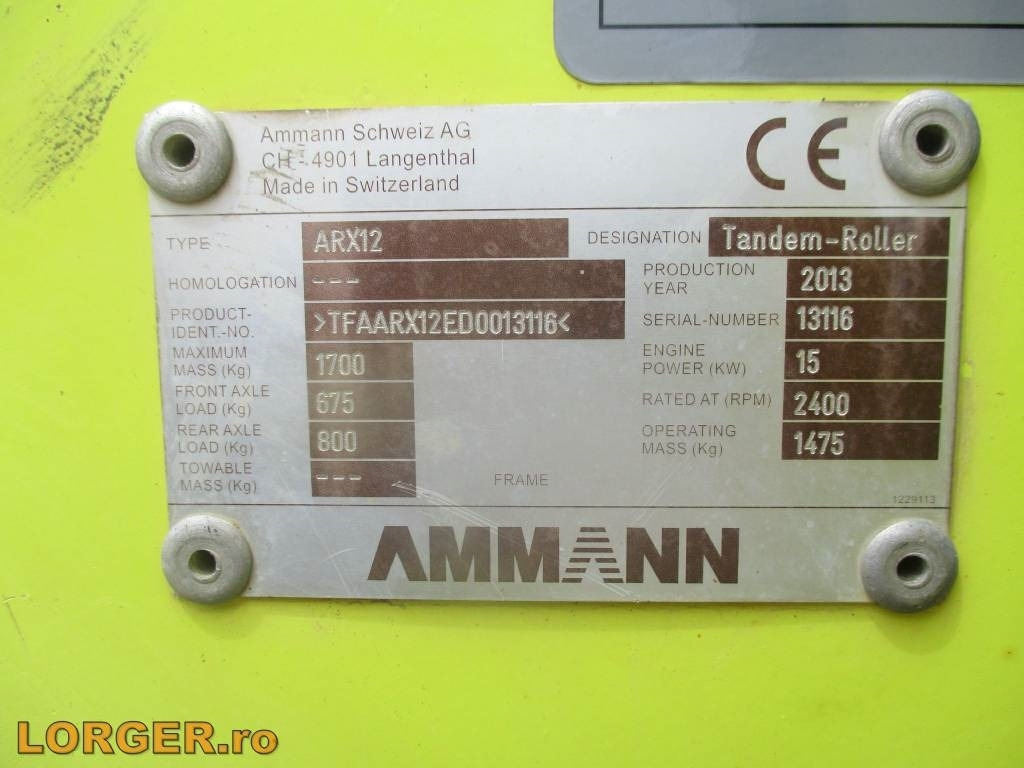 Ammann Schweiz AG
CH - 4901 Langenthal
Made in Switzerland
CE
TYPE ARX12 DESIGNATION Tandem-Roller
HOMOLOGATION ---
PRODUCTION
YEAR 2013
PRODUCT-
IDENT.-NO. >TFAARX12ED0013116<
SERIAL-NUMBER 13116
MAXIMUM
MASS (Kg) 1700
ENGINE
POWER (KW) 15
FRONT AXLE
LOAD (Kg) 675
RATED AT (RPM) 2400
REAR AXLE
LOAD (Kg) 800
OPERATING
MASS (Kg) 1475
TOWABLE
MASS (Kg) ---
FRAME
1229113
AMMANN
LORGER.ro